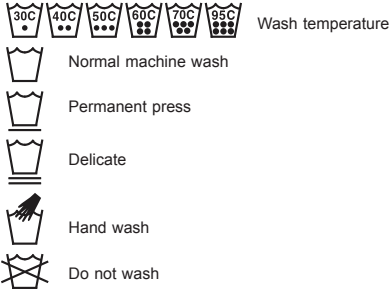 30C 40C 50C 60C 70C 95C Wash temperature
Normal machine wash
Permanent press
Delicate
Hand wash
Do not wash